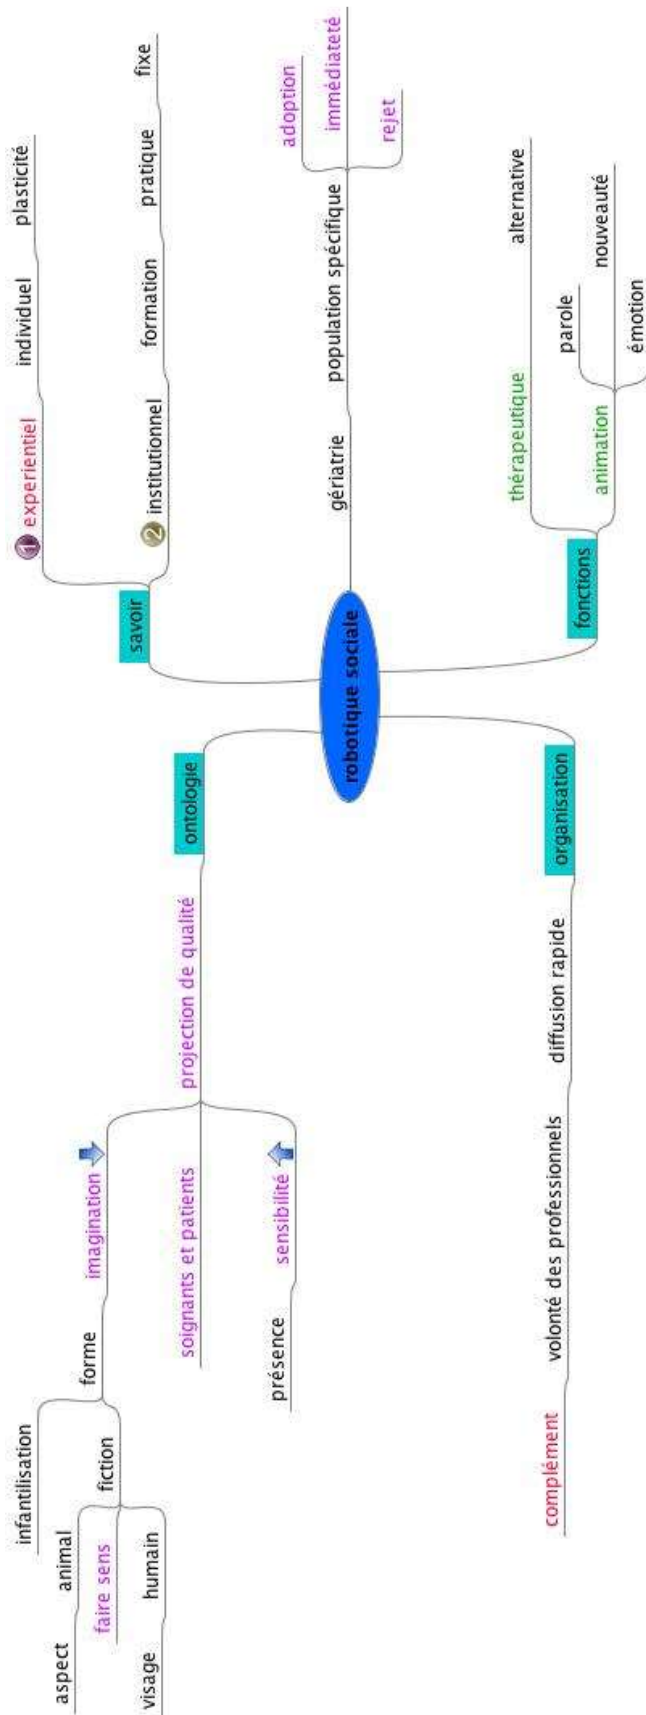 robotique sociale
savoir
① experientiel
individuel
plasticité
② institutionnel
formation
pratique
fixe
gériatrie
population spécifique
adoption
immédiateté
rejet
fonctions
thérapeutique
alternative
animation
parole
nouveauté
émotion
ontologie
projection de qualité
imagination
forme
infantilisation
fiction
animal
aspect
faire sens
humain
visage
soignants et patients
sensibilité
présence
organisation
diffusion rapide
volonté des professionnels
complément